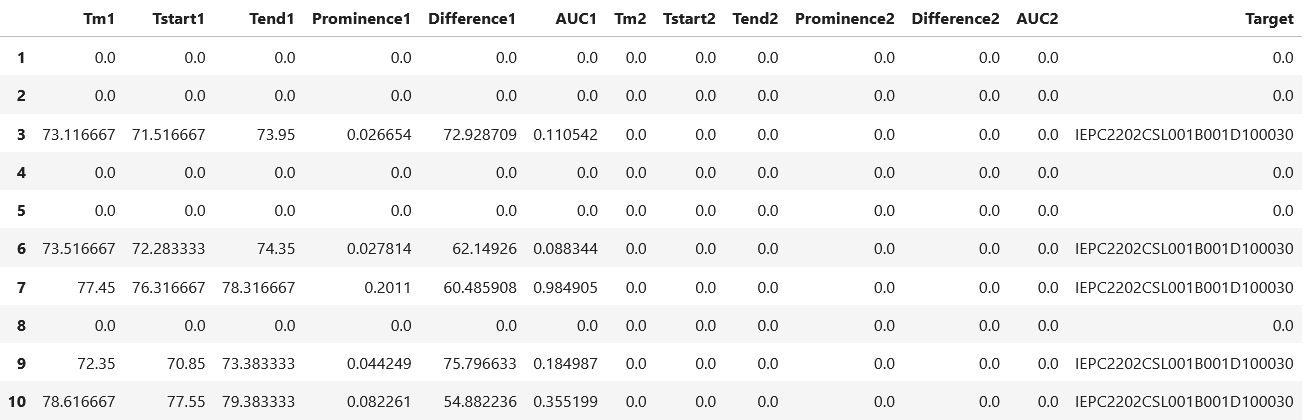 Tm1 Tstart1 Tend1 Prominence1 Difference1 AUC1 Tm2 Tstart2 Tend2 Prominence2 Difference2 AUC2 Target
1 0.0 0.0 0.0 0.0 0.0 0.0 0.0 0.0 0.0 0.0 0.0 0.0 0.0
2 0.0 0.0 0.0 0.0 0.0 0.0 0.0 0.0 0.0 0.0 0.0 0.0 0.0
3 73.116667 71.516667 73.95 0.026654 72.928709 0.110542 0.0 0.0 0.0 0.0 0.0 0.0 IEPC2202CSL001B001D100030
4 0.0 0.0 0.0 0.0 0.0 0.0 0.0 0.0 0.0 0.0 0.0 0.0 0.0
5 0.0 0.0 0.0 0.0 0.0 0.0 0.0 0.0 0.0 0.0 0.0 0.0 0.0
6 73.516667 72.283333 74.35 0.027814 62.14926 0.088344 0.0 0.0 0.0 0.0 0.0 0.0 IEPC2202CSL001B001D100030
7 77.45 76.316667 78.316667 0.2011 60.485908 0.984905 0.0 0.0 0.0 0.0 0.0 0.0 IEPC2202CSL001B001D100030
8 0.0 0.0 0.0 0.0 0.0 0.0 0.0 0.0 0.0 0.0 0.0 0.0 0.0
9 72.35 70.85 73.383333 0.044249 75.796633 0.184987 0.0 0.0 0.0 0.0 0.0 0.0 IEPC2202CSL001B001D100030
10 78.616667 77.55 79.383333 0.082261 54.882236 0.355199 0.0 0.0 0.0 0.0 0.0 0.0 IEPC2202CSL001B001D100030